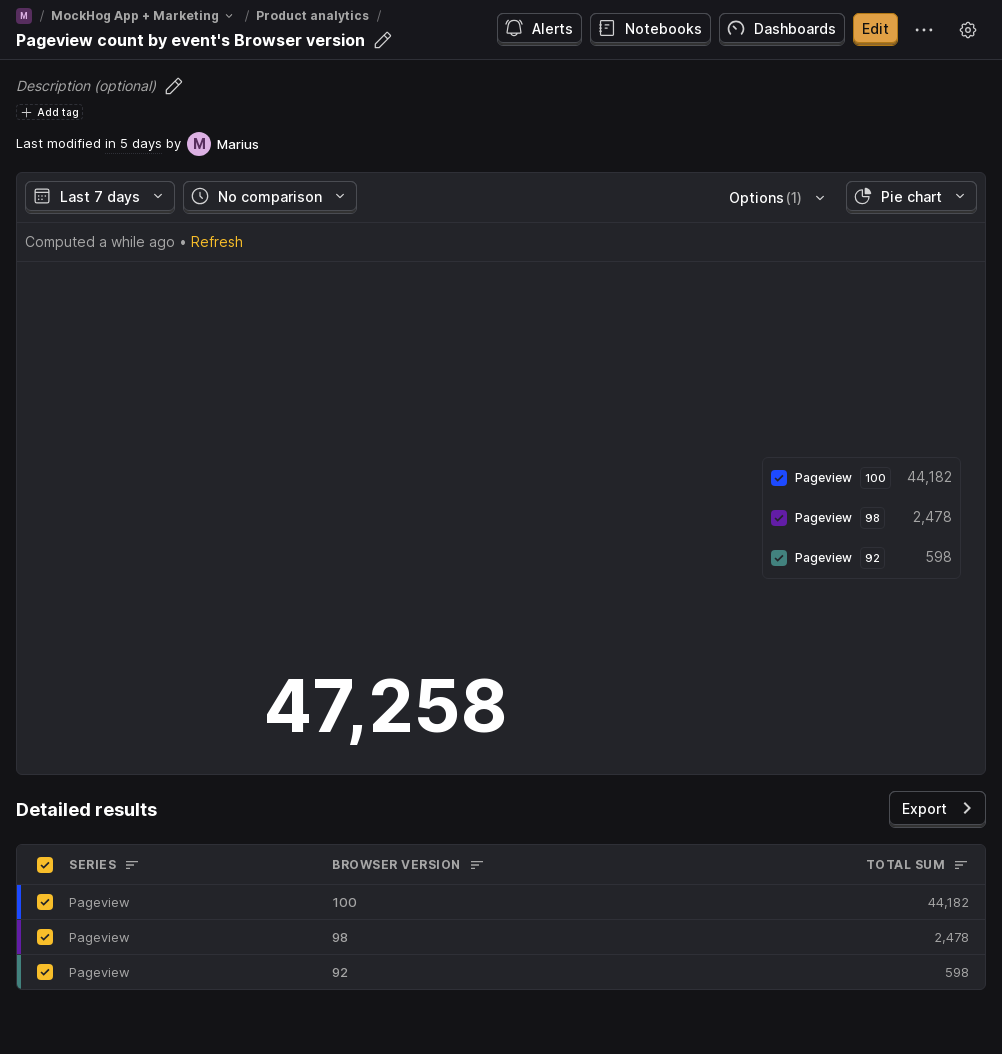 M / MockHog App + Marketing / Product analytics /
Pageview count by event's Browser version
Alerts Notebooks Dashboards Edit
Description (optional)
Add tag
Last modified in 5 days by M Marius
Last 7 days No comparison Options (1) Pie chart
Computed a while ago • Refresh
Pageview 100 44,182
Pageview 98 2,478
Pageview 92 598
47,258
Detailed results Export
SERIES BROWSER VERSION TOTAL SUM
Pageview 100 44,182
Pageview 98 2,478
Pageview 92 598